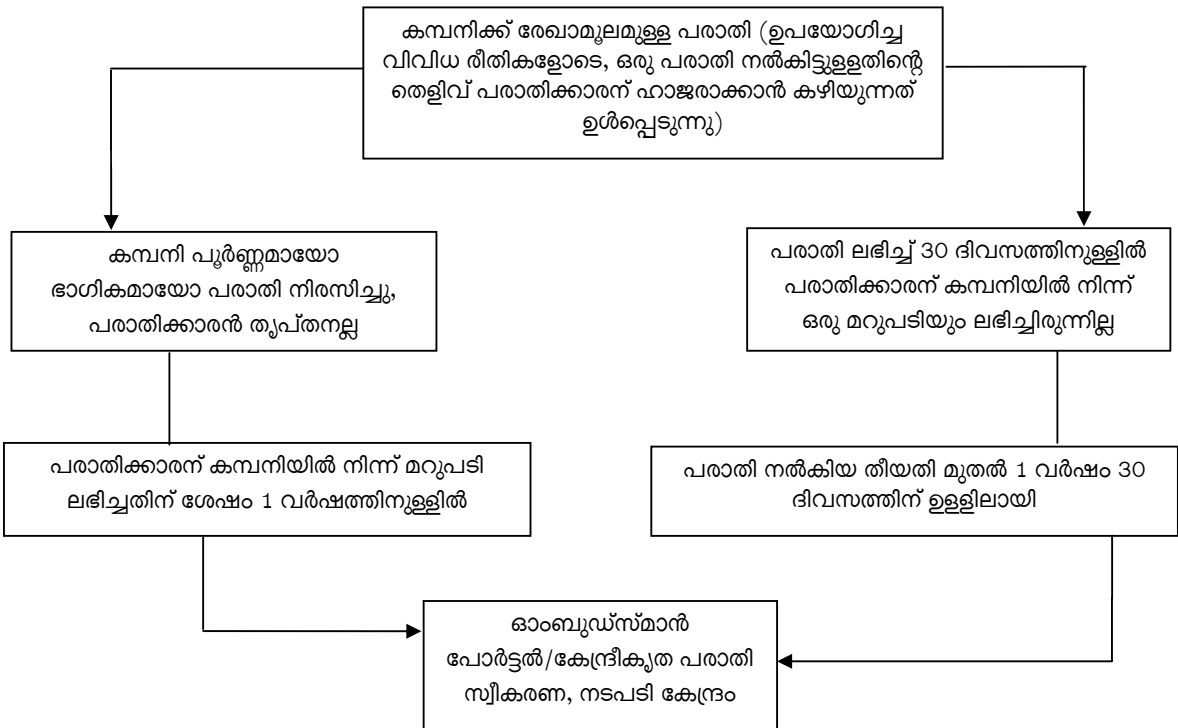 കമ്പനിക്ക് രേഖാമൂലമുള്ള പരാതി (ഉപയോഗിച്ച
വിവിധ രീതികളോടെ, ഒരു പരാതി നൽകിട്ടുളളതിന്റെ
തെളിവ് പരാതിക്കാരന് ഹാജരാക്കാൻ കഴിയുന്നത്
ഉൾപ്പെടുന്നു)
കമ്പനി പൂർണ്ണമായോ
ഭാഗികമായോ പരാതി നിരസിച്ചു,
പരാതിക്കാരൻ തൃപ്തനല്ല
പരാതി ലഭിച്ച് 30 ദിവസത്തിനുള്ളിൽ
പരാതിക്കാരന് കമ്പനിയിൽ നിന്ന്
ഒരു മറുപടിയും ലഭിച്ചിരുന്നില്ല
പരാതിക്കാരന് കമ്പനിയിൽ നിന്ന് മറുപടി
ലഭിച്ചതിന് ശേഷം 1 വർഷത്തിനുള്ളിൽ
പരാതി നൽകിയ തീയതി മുതൽ 1 വർഷം 30
ദിവസത്തിന് ഉളളിലായി
ഓംബുഡ്സ്മാൻ
പോർട്ടൽ/കേന്ദ്രീകൃത പരാതി
സ്വീകരണ, നടപടി കേന്ദ്രം